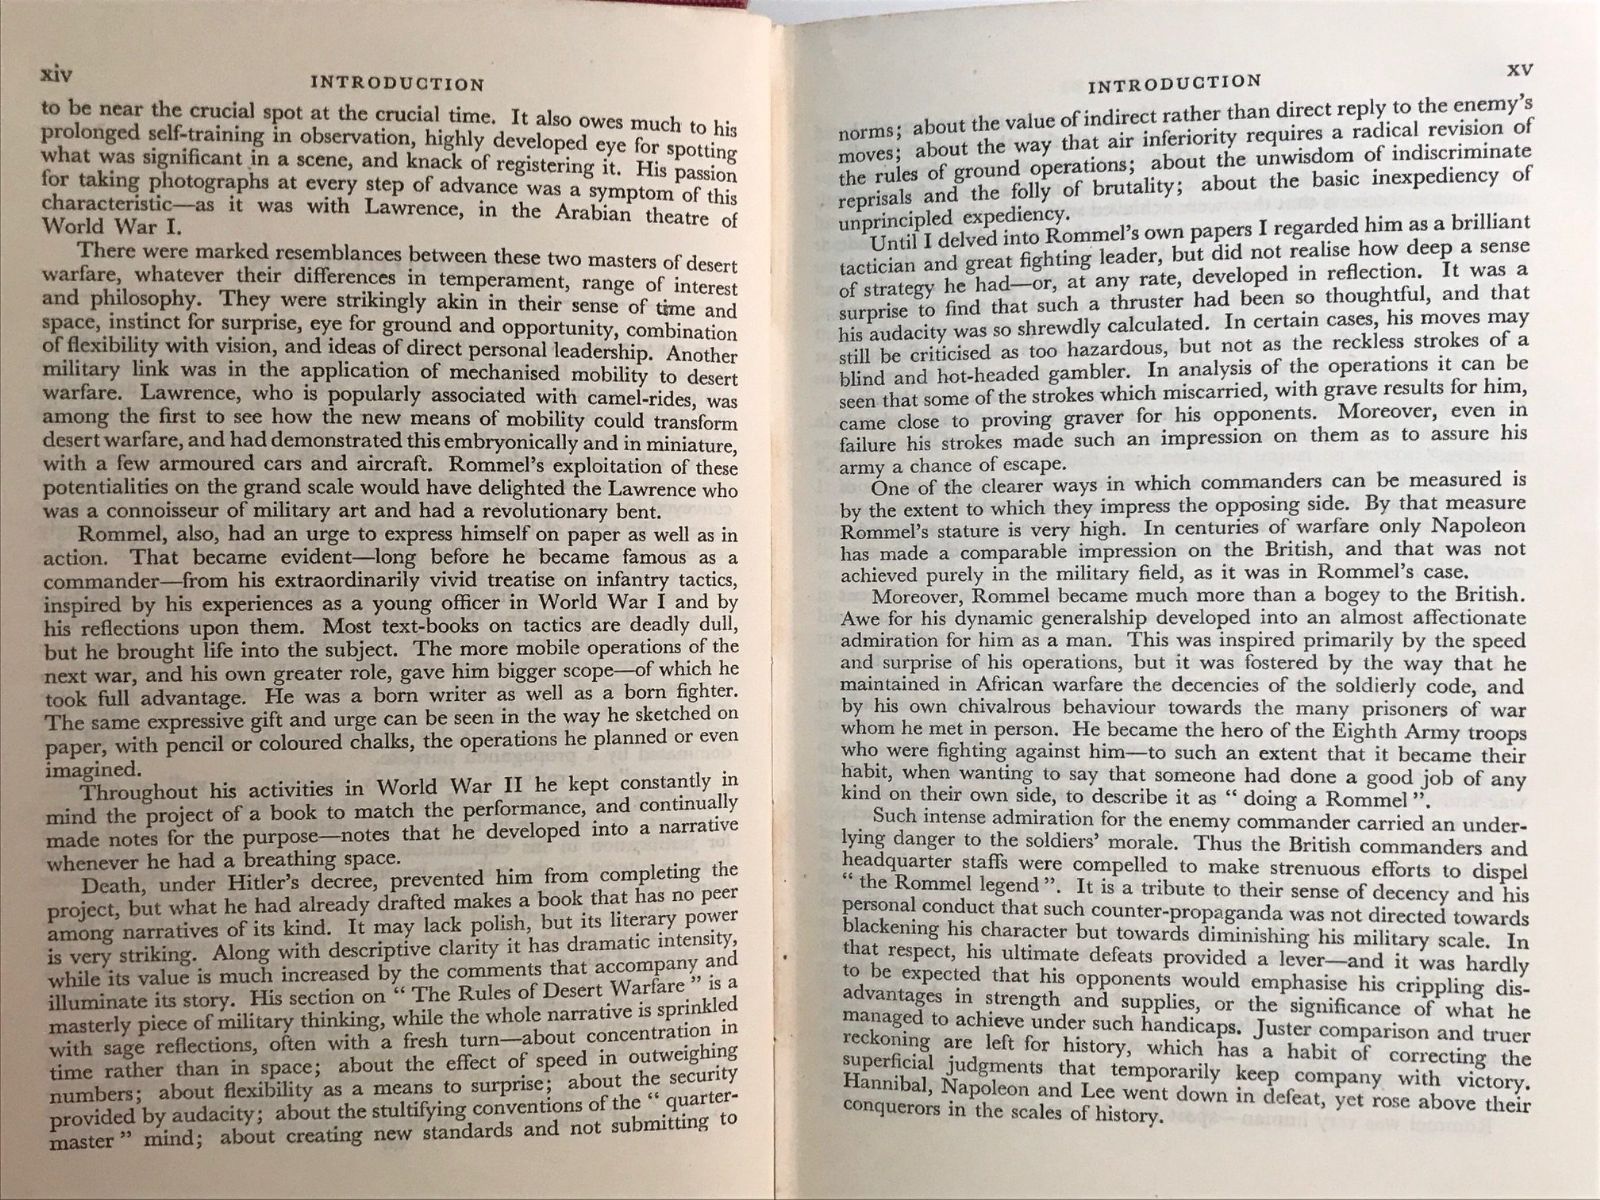 xiv
INTRODUCTION
to be near the crucial spot at the crucial time. It also owes much to his
prolonged self-training in observation, highly developed eye for spotting
what was significant in a scene, and knack of registering it. His passion
for taking photographs at every step of advance was a symptom of this
characteristic—as it was with Lawrence, in the Arabian theatre of
World War I.
There were marked resemblances between these two masters of desert
warfare, whatever their differences in temperament, range of interest
and philosophy. They were strikingly akin in their sense of time and
space, instinct for surprise, eye for ground and opportunity, combination
of flexibility with vision, and ideas of direct personal leadership. Another
military link was in the application of mechanised mobility to desert
warfare. Lawrence, who is popularly associated with camel-rides, was
among the first to see how the new means of mobility could transform
desert warfare, and had demonstrated this embryonically and in miniature,
with a few armoured cars and aircraft. Rommel's exploitation of these
potentialities on the grand scale would have delighted the Lawrence who
was a connoisseur of military art and had a revolutionary bent.
Rommel, also, had an urge to express himself on paper as well as in
action. That became evident—long before he became famous as a
commander—from his extraordinarily vivid treatise on infantry tactics,
inspired by his experiences as a young officer in World War I and by
his reflections upon them. Most text-books on tactics are deadly dull,
but he brought life into the subject. The more mobile operations of the
next war, and his own greater role, gave him bigger scope—of which he
took full advantage. He was a born writer as well as a born fighter.
The same expressive gift and urge can be seen in the way he sketched on
paper, with pencil or coloured chalks, the operations he planned or even
imagined.
Throughout his activities in World War II he kept constantly in
mind the project of a book to match the performance, and continually
made notes for the purpose—notes that he developed into a narrative
whenever he had a breathing space.
Death, under Hitler's decree, prevented him from completing the
project, but what he had already drafted makes a book that has no peer
among narratives of its kind. It may lack polish, but its literary power
is very striking. Along with descriptive clarity it has dramatic intensity,
while its value is much increased by the comments that accompany and
illuminate its story. His section on “ The Rules of Desert Warfare ” is a
masterly piece of military thinking, while the whole narrative is sprinkled
with sage reflections, often with a fresh turn—about concentration in
time rather than in space; about the effect of speed in outweighing
numbers; about flexibility as a means to surprise; about the security
provided by audacity; about the stultifying conventions of the “ quarter-
master ” mind; about creating new standards and not submitting to
INTRODUCTION
xv
norms; about the value of indirect rather than direct reply to the enemy's
moves; about the way that air inferiority requires a radical revision of
the rules of ground operations; about the unwisdom of indiscriminate
reprisals and the folly of brutality; about the basic inexpediency of
unprincipled expediency.
Until I delved into Rommel's own papers I regarded him as a brilliant
tactician and great fighting leader, but did not realise how deep a sense
of strategy he had—or, at any rate, developed in reflection. It was a
surprise to find that such a thruster had been so thoughtful, and that
his audacity was so shrewdly calculated. In certain cases, his moves may
still be criticised as too hazardous, but not as the reckless strokes of a
blind and hot-headed gambler. In analysis of the operations it can be
seen that some of the strokes which miscarried, with grave results for him,
came close to proving graver for his opponents. Moreover, even in
failure his strokes made such an impression on them as to assure his
army a chance of escape.
One of the clearer ways in which commanders can be measured is
by the extent to which they impress the opposing side. By that measure
Rommel's stature is very high. In centuries of warfare only Napoleon
has made a comparable impression on the British, and that was not
achieved purely in the military field, as it was in Rommel's case.
Moreover, Rommel became much more than a bogey to the British.
Awe for his dynamic generalship developed into an almost affectionate
admiration for him as a man. This was inspired primarily by the speed
and surprise of his operations, but it was fostered by the way that he
maintained in African warfare the decencies of the soldierly code, and
by his own chivalrous behaviour towards the many prisoners of war
whom he met in person. He became the hero of the Eighth Army troops
who were fighting against him—to such an extent that it became their
habit, when wanting to say that someone had done a good job of any
kind on their own side, to describe it as “ doing a Rommel ”.
Such intense admiration for the enemy commander carried an under-
lying danger to the soldiers' morale. Thus the British commanders and
headquarter staffs were compelled to make strenuous efforts to dispel
“ the Rommel legend ”. It is a tribute to their sense of decency and his
personal conduct that such counter-propaganda was not directed towards
blackening his character but towards diminishing his military scale. In
that respect, his ultimate defeats provided a lever—and it was hardly
to be expected that his opponents would emphasise his crippling dis-
advantages in strength and supplies, or the significance of what he
managed to achieve under such handicaps. Juster comparison and truer
reckoning are left for history, which has a habit of correcting the
superficial judgments that temporarily keep company with victory.
Hannibal, Napoleon and Lee went down in defeat, yet rose above their
conquerors in the scales of history.